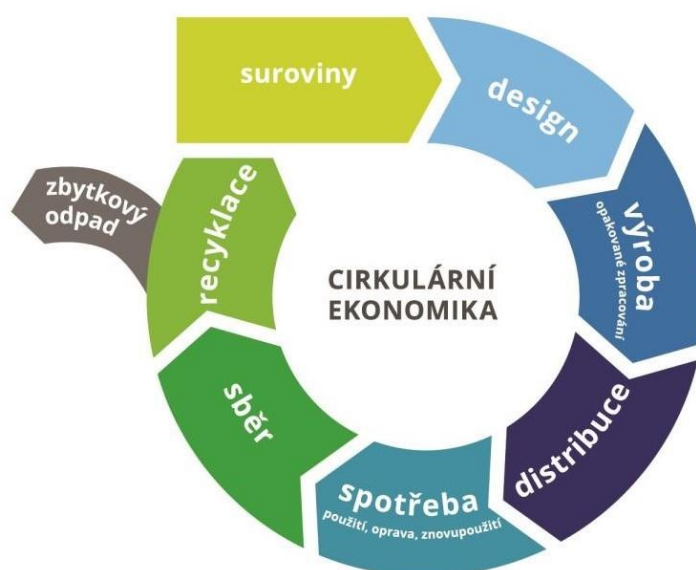 suroviny
design
výroba
opakované zpracování
distribuce
spotřeba
použití, oprava, znovupoužití
sběr
recyklace
zbytkový
odpad
CIRKULÁRNÍ
EKONOMIKA